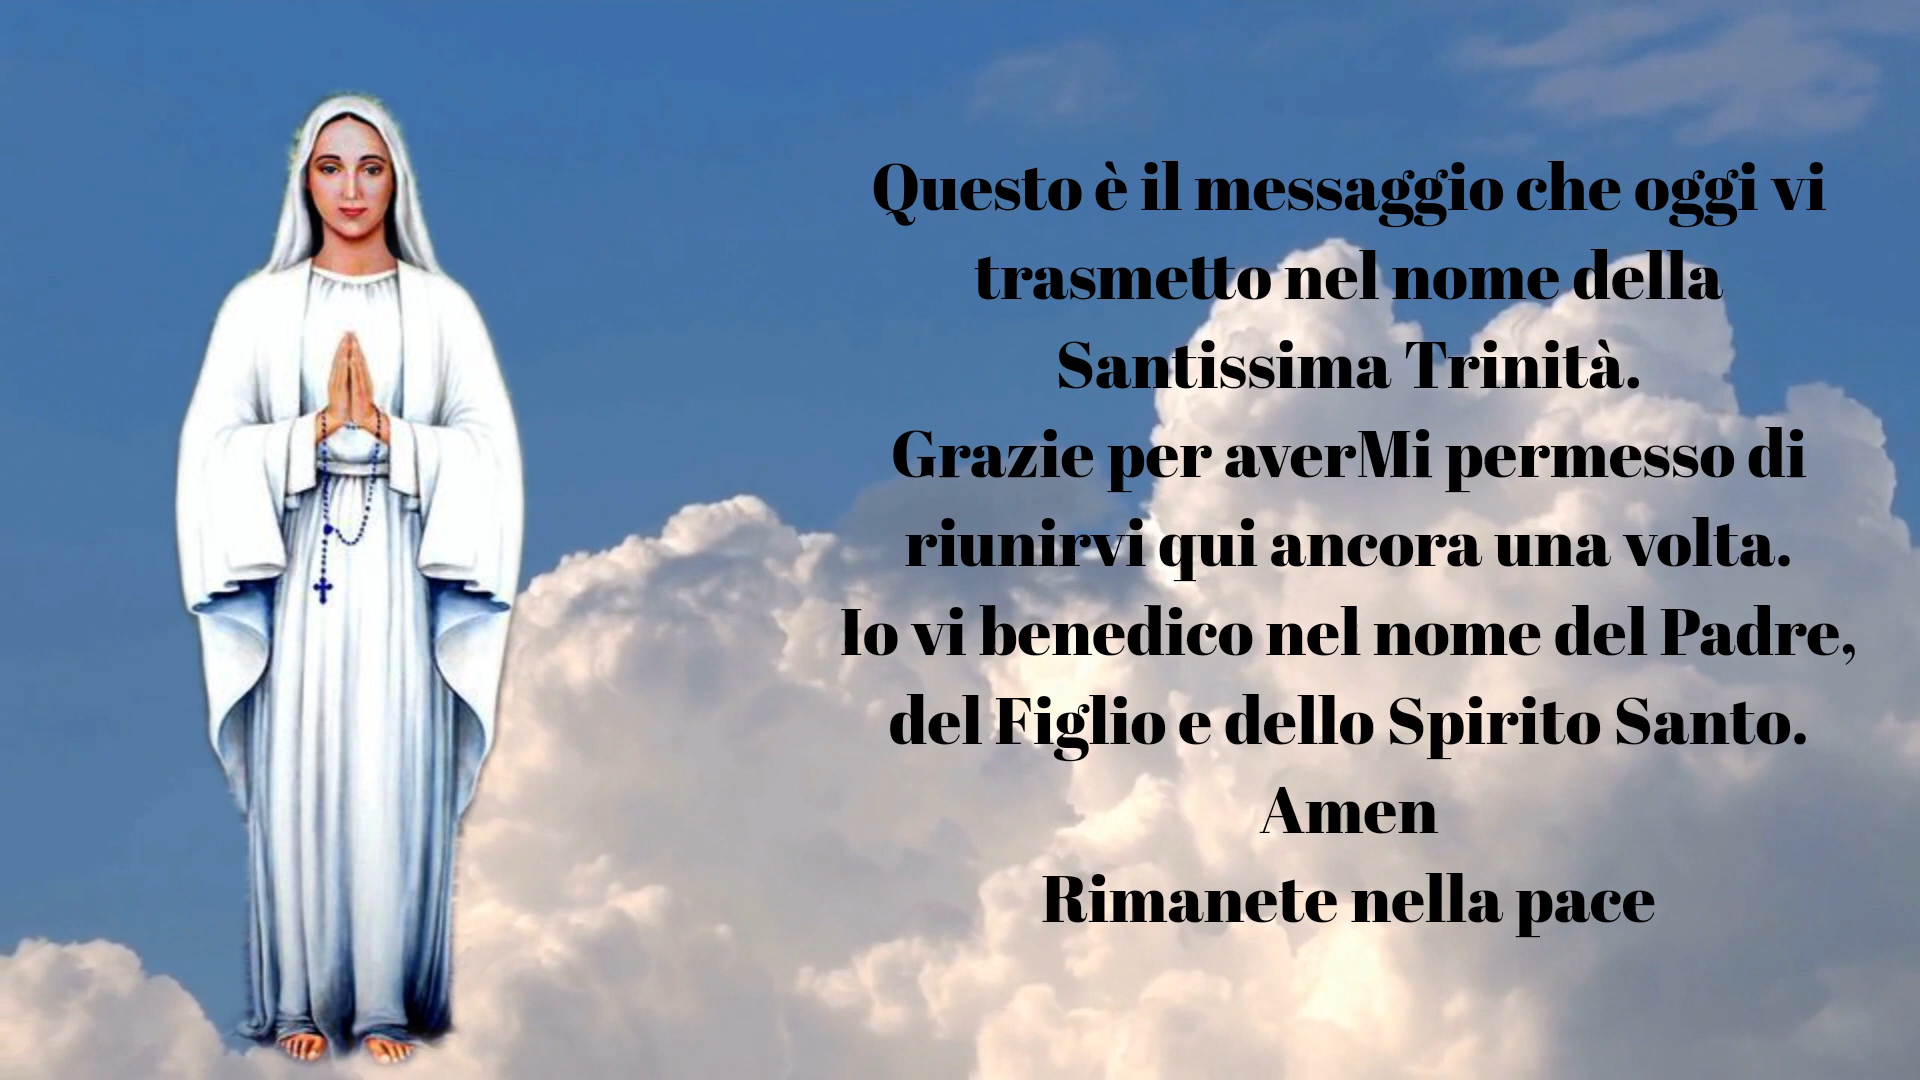 Questo è il messaggio che oggi vi
trasmetto nel nome della
Santissima Trinità.
Grazie per averMi permesso di
riunirvi qui ancora una volta.
Io vi benedico nel nome del Padre,
del Figlio e dello Spirito Santo.
Amen
Rimanete nella pace